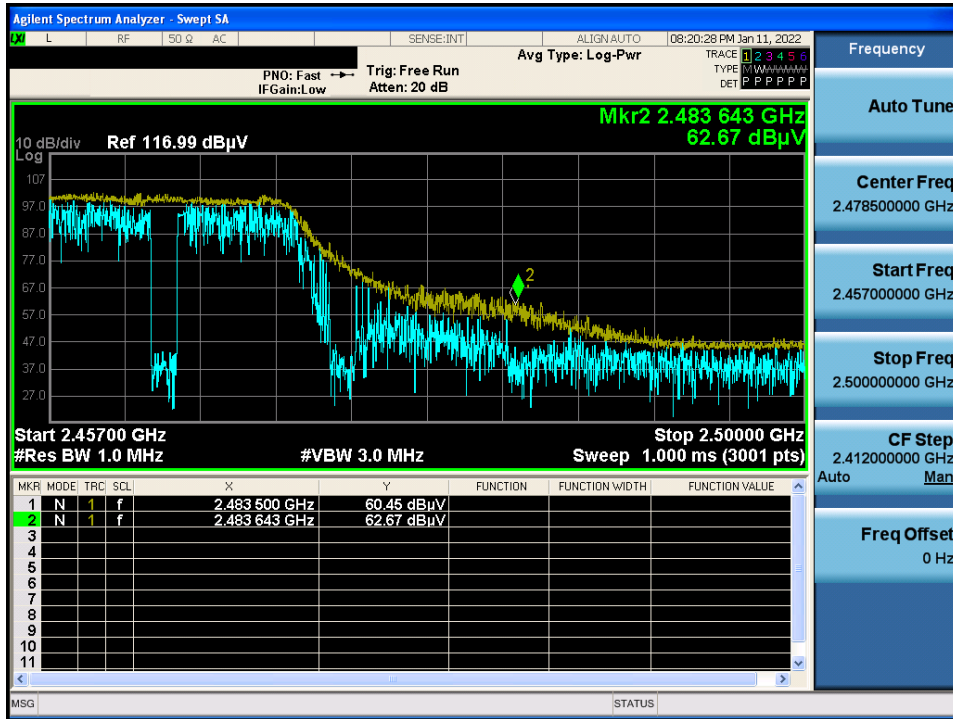 Agilent Spectrum Analyzer - Swept SA
LXI L RF 50 Ω AC SENSE:INT ALIGN AUTO 08:20:28 PM Jan 11, 2022
Frequency
PNO: Fast
IFGain:Low
Trig: Free Run
Atten: 20 dB
Avg Type: Log-Pwr
TRACE 1 2 3 4 5 6
TYPE M W W W W W
DET P P P P P P
Auto Tune
Mkr2 2.483 643 GHz
62.67 dBµV
10 dB/div
Log
Ref 116.99 dBµV
107
97.0
87.0
77.0
67.0
57.0
47.0
37.0
27.0
2
Center Freq
2.478500000 GHz
Start Freq
2.457000000 GHz
Stop Freq
2.500000000 GHz
Start 2.45700 GHz
Stop 2.50000 GHz
#Res BW 1.0 MHz
#VBW 3.0 MHz
Sweep 1.000 ms (3001 pts)
CF Step
2.412000000 GHz
Auto Man
MKR MODE TRC SCL X Y FUNCTION FUNCTION WIDTH FUNCTION VALUE
1 N 1 f 2.483 500 GHz 60.45 dBµV
2 N 1 f 2.483 643 GHz 62.67 dBµV
3
4
5
6
7
8
9
10
11
Freq Offset
0 Hz
MSG
STATUS